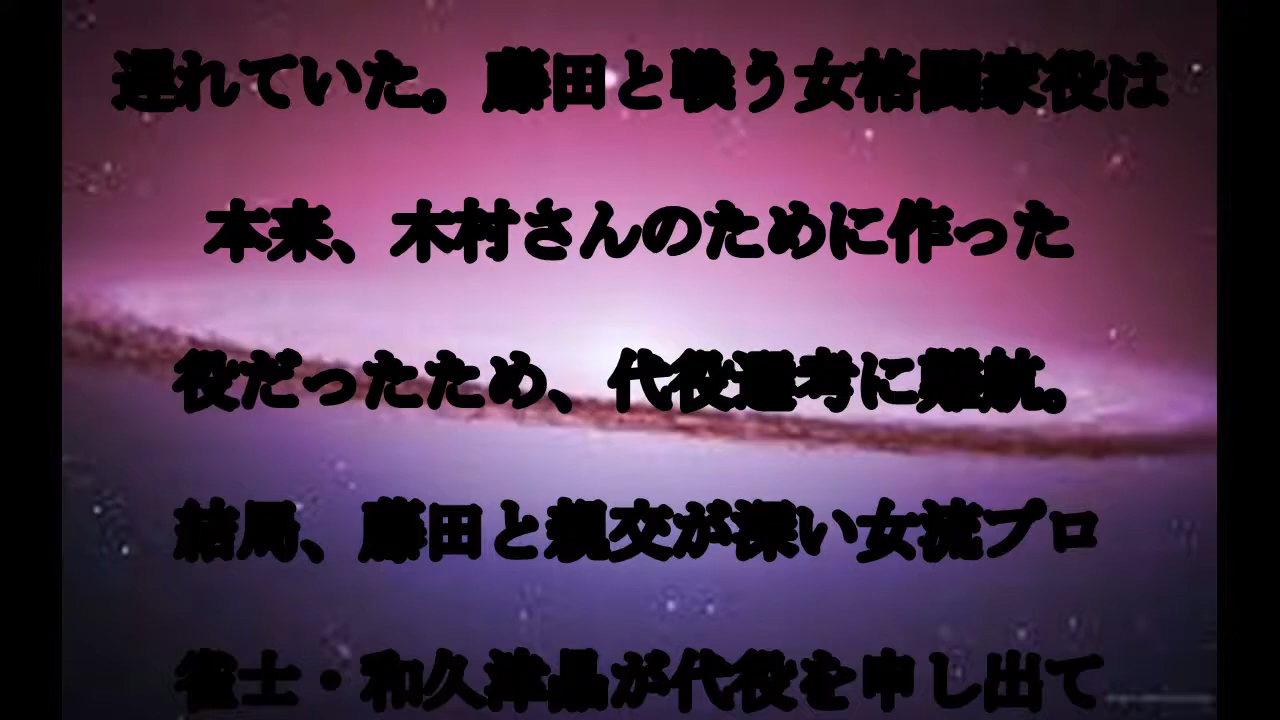 遅れていた。藤田と戦う女格闘家役は
本来、木村さんのために作った
役だったため、代役選考に難航。
結局、藤田と親交が深い女流プロ
雀士・和久津晶が代役を申し出て